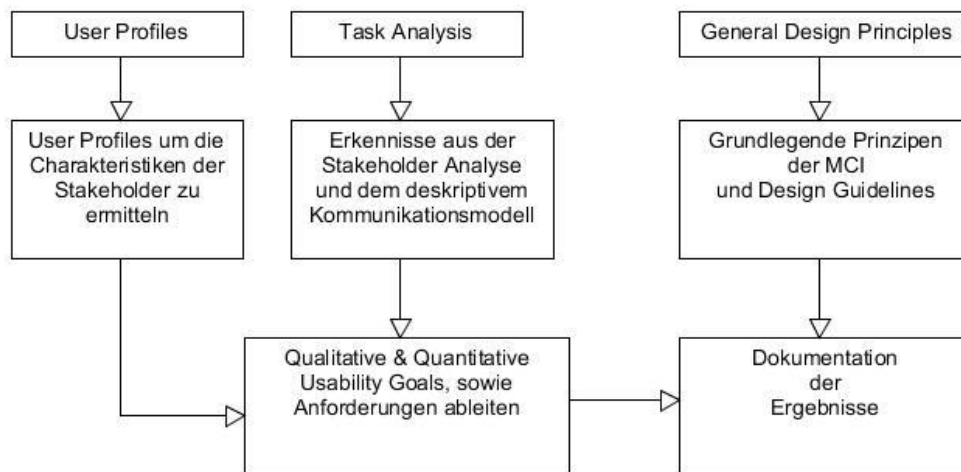 User Profiles
Task Analysis
General Design Principles
User Profiles um die
Charakteristiken der
Stakeholder zu
ermitteln
Erkennisse aus der
Stakeholder Analyse
und dem deskriptivem
Kommunikationsmodell
Grundlegende Prinzipen
der MCI
und Design Guidelines
Qualitative & Quantitative
Usability Goals, sowie
Anforderungen ableiten
Dokumentation
der
Ergebnisse